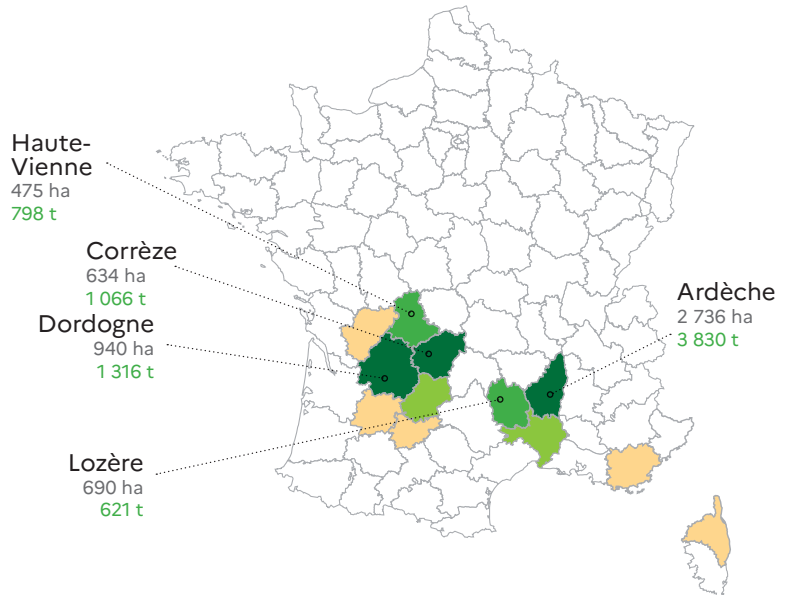 Haute-
Vienne
475 ha
798 t
Corrèze
634 ha
1 066 t
Dordogne
940 ha
1 316 t
Ardèche
2 736 ha
3 830 t
Lozère
690 ha
621 t